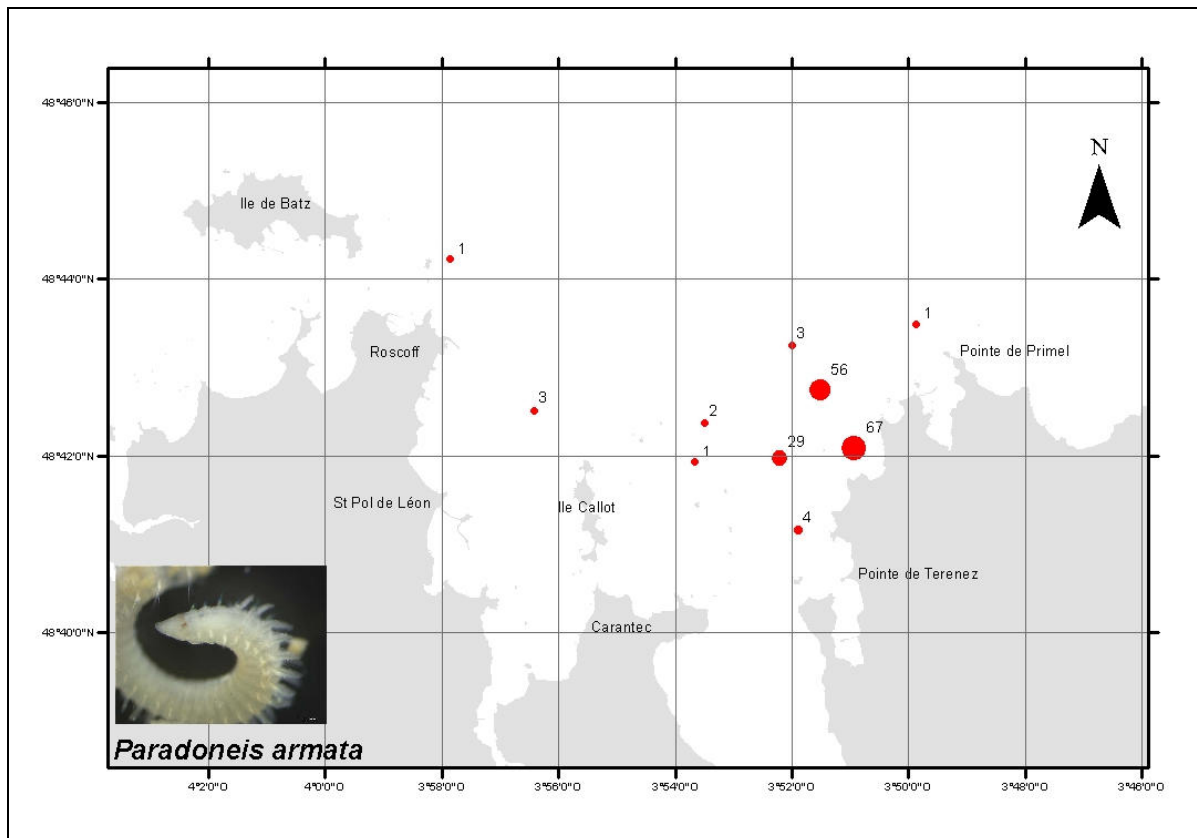 48°46'0"N
N
Ile de Batz
1
48°44'0"N
1
3
Roscoff
Pointe de Primel
56
3
2
67
29
1
48°42'0"N
St Pol de Léon
Ile Callot
4
Pointe de Terenez
Carantec
48°40'0"N
Paradoneis armata
4°2'0"O 4°0'0"O 3°58'0"O 3°56'0"O 3°54'0"O 3°52'0"O 3°50'0"O 3°48'0"O 3°46'0"O